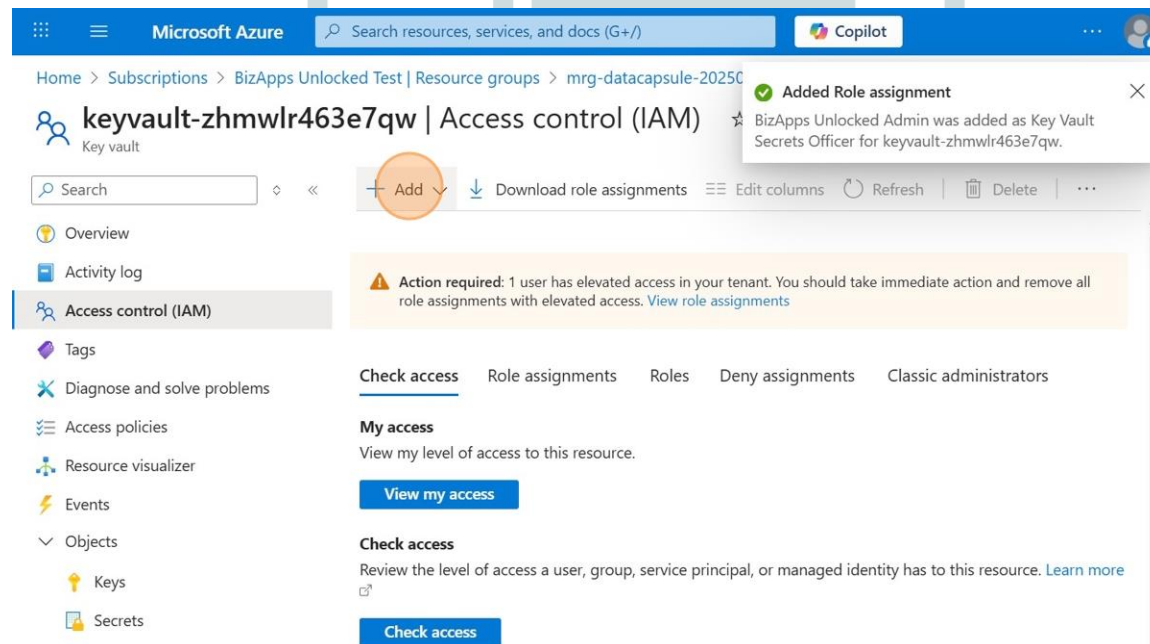 Microsoft Azure
Search resources, services, and docs (G+/)
Copilot
Home > Subscriptions > BizApps Unlocked Test | Resource groups > mrg-datacapsule-20250
keyvault-zhmwlr463e7qw | Access control (IAM)
Key vault
Added Role assignment
BizApps Unlocked Admin was added as Key Vault
Secrets Officer for keyvault-zhmwlr463e7qw.
Search
Add
Download role assignments
Edit columns
Refresh
Delete
Overview
Activity log
Access control (IAM)
Tags
Diagnose and solve problems
Access policies
Resource visualizer
Events
Objects
Keys
Secrets
Action required: 1 user has elevated access in your tenant. You should take immediate action and remove all
role assignments with elevated access. View role assignments
Check access
Role assignments
Roles
Deny assignments
Classic administrators
My access
View my level of access to this resource.
View my access
Check access
Review the level of access a user, group, service principal, or managed identity has to this resource. Learn more
Check access